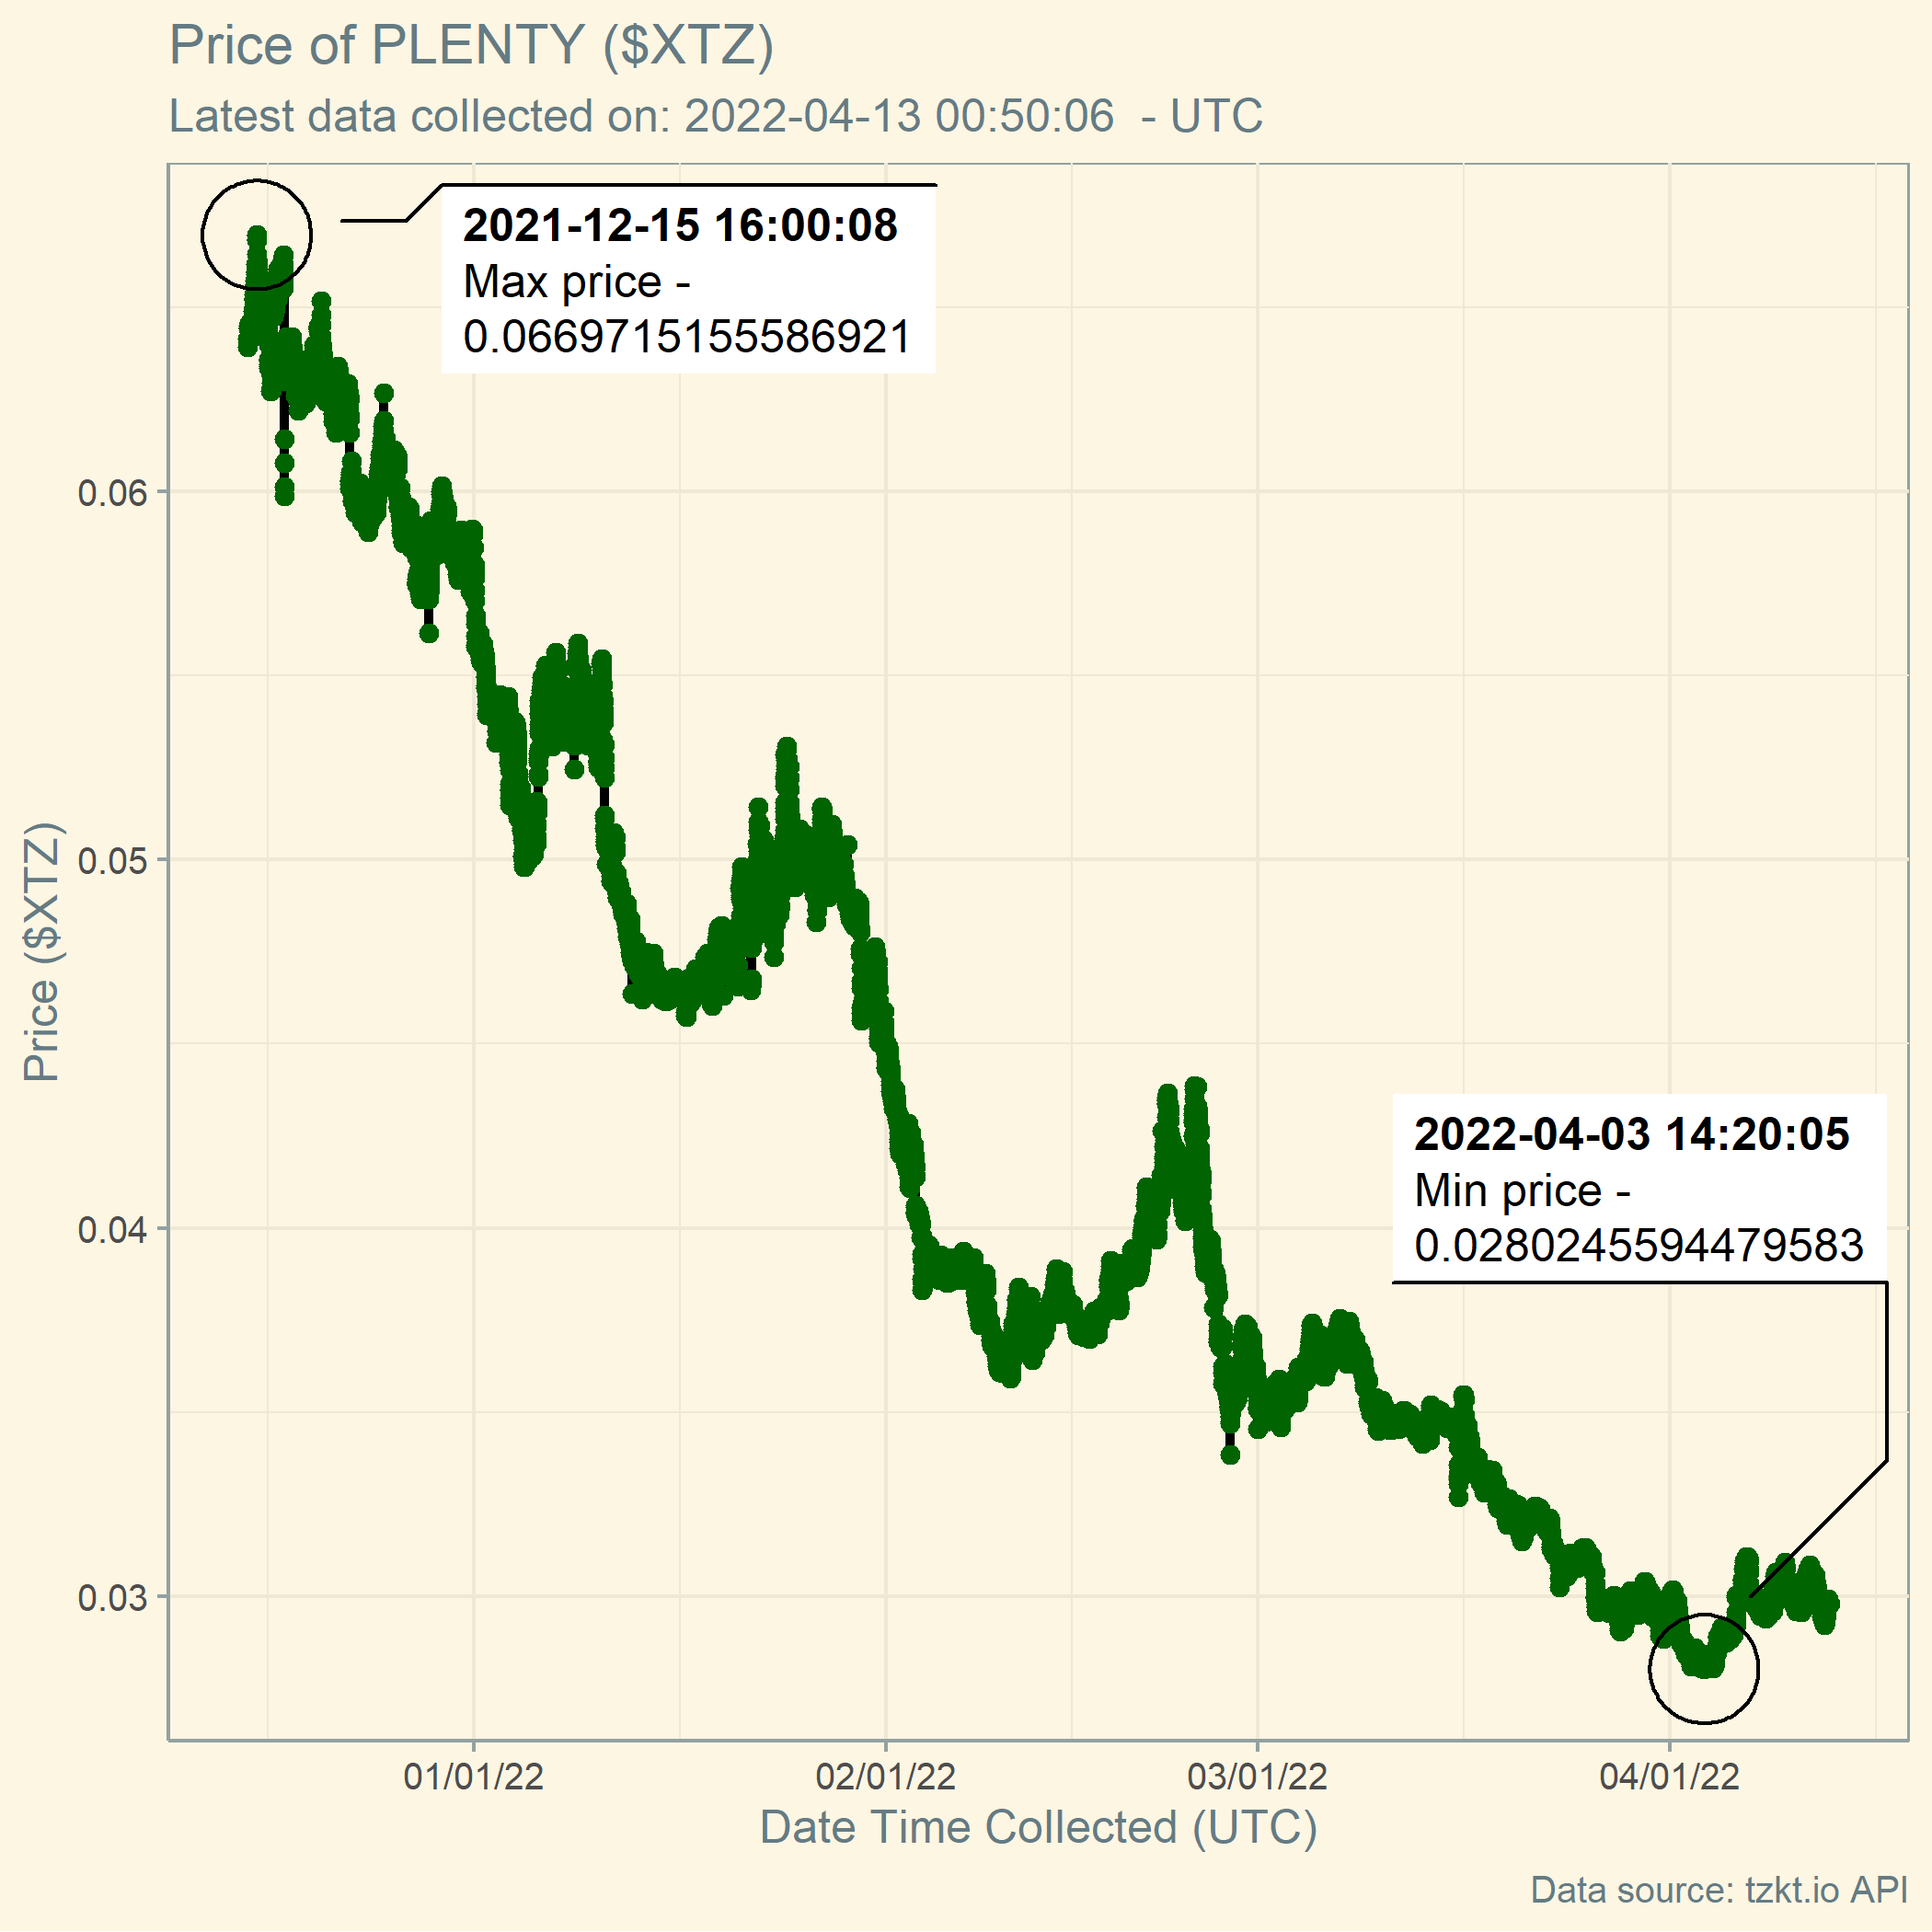 Price of PLENTY ($XTZ)
Latest data collected on: 2022-04-13 00:50:06  - UTC
2021-12-15 16:00:08
Max price -
0.0669715155586921
0.06
0.05
0.04
0.03
Price ($XTZ)
2022-04-03 14:20:05
Min price -
0.0280245594479583
01/01/22
02/01/22
03/01/22
04/01/22
Date Time Collected (UTC)
Data source: tzkt.io API